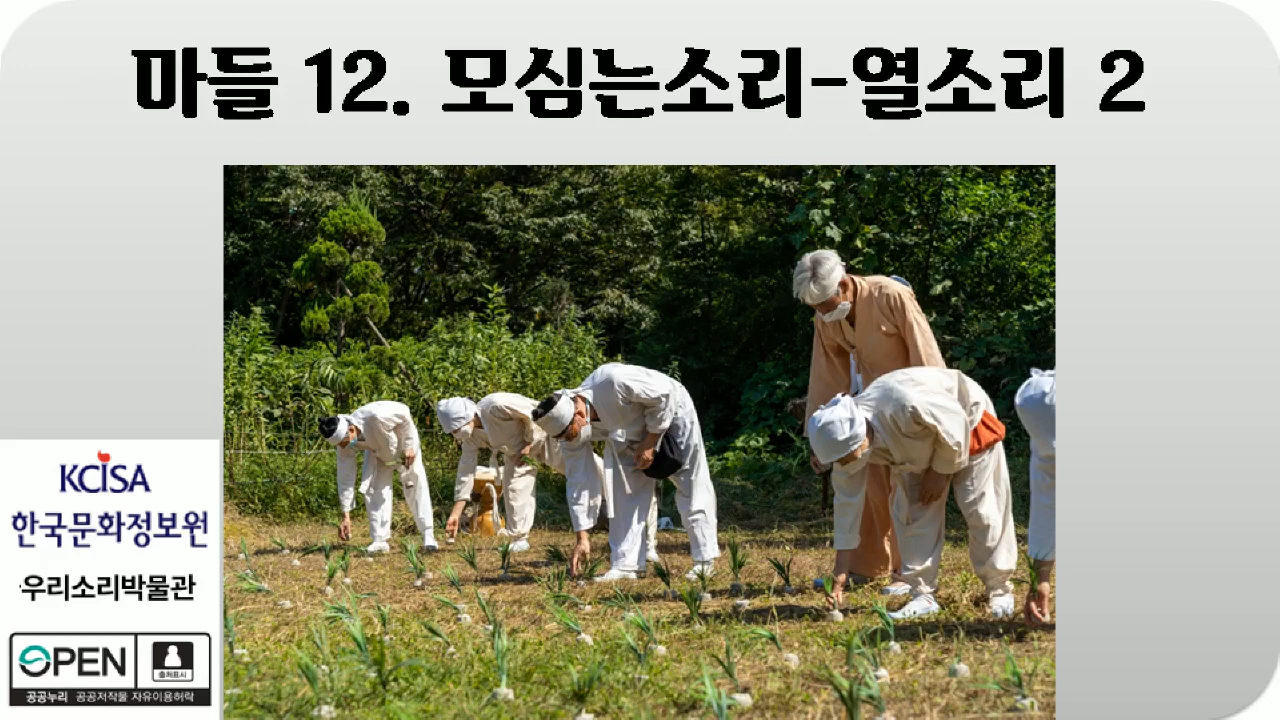 마들 12. 모심는소리-열소리 2
KCISA
한국문화정보원
·우리소리박물관
OPEN
출처표시
공공누리 공공저작물 자유이용허락